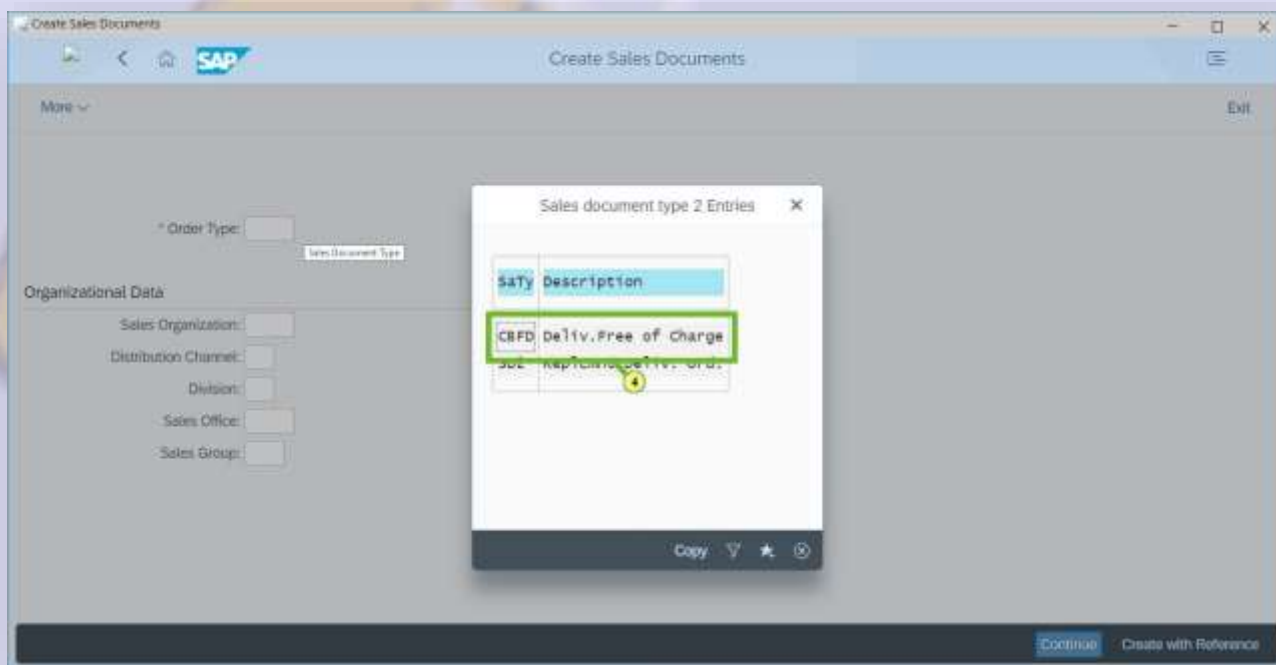 Create Sales Documents
SAP
Create Sales Documents
More
Exit
* Order Type:
Sales Document Type
Organizational Data
Sales Organization:
Distribution Channel:
Division:
Sales Office:
Sales Group:
Sales document type 2 Entries
SaTy Description
CBFD Deliv.Free of Charge
4
Copy
Continue
Create with Reference